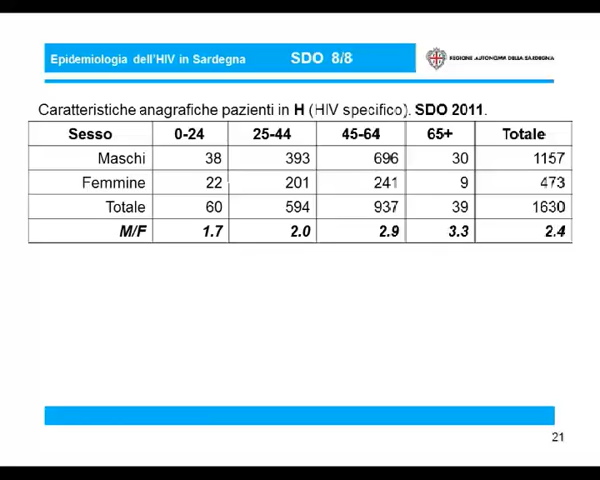 Epidemiologia dell'HIV in Sardegna SDO 8/8
REGIONE AUTONOMA DELLA SARDEGNA
Caratteristiche anagrafiche pazienti in H (HIV specifico). SDO 2011.
Sesso 0-24 25-44 45-64 65+ Totale
Maschi 38 393 696 30 1157
Femmine 22 201 241 9 473
Totale 60 594 937 39 1630
M/F 1.7 2.0 2.9 3.3 2.4
21